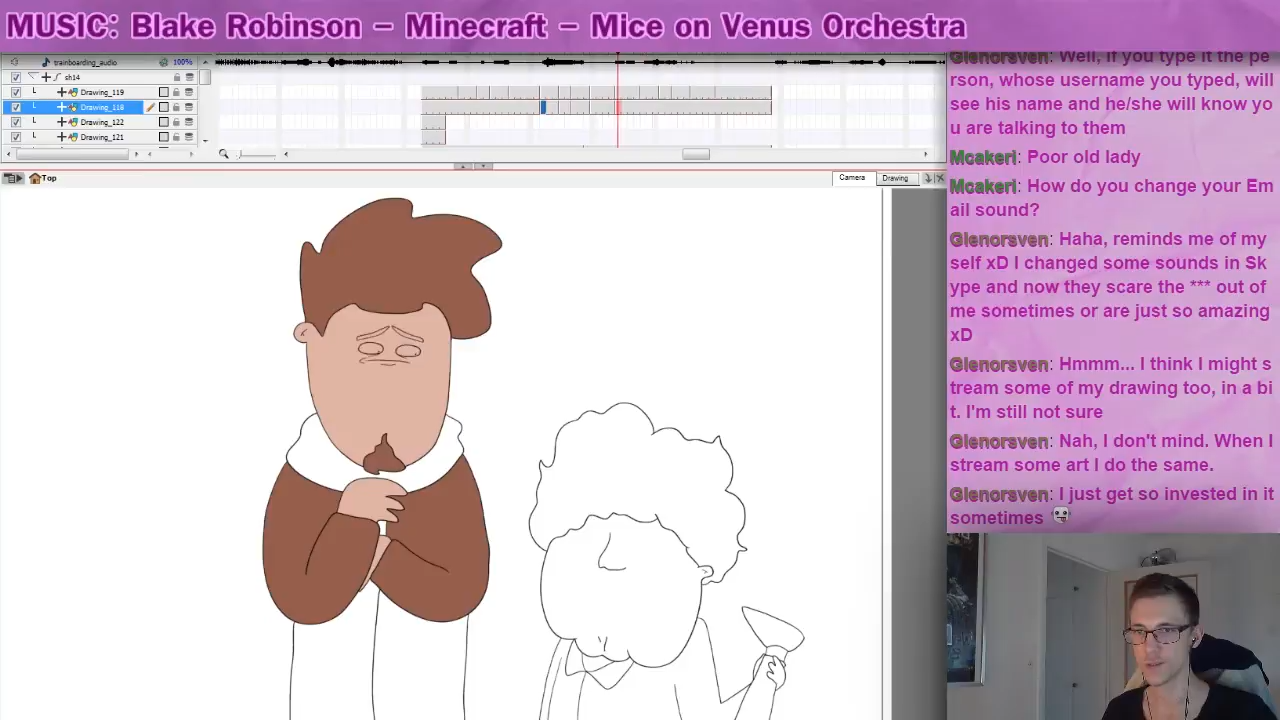 MUSIC: Blake Robinson – Minecraft – Mice on Venus Orchestra
trainboarding_audio 100%
sh14
Drawing_119
Drawing_118
Drawing_122
Drawing_121
Top
Camera Drawing
Glenorsven: Well, if you type it the pe
rson, whose username you typed, will
see his name and he/she will know yo
u are talking to them
Mcakeri: Poor old lady
Mcakeri: How do you change your Em
ail sound?
Glenorsven: Haha, reminds me of my
self xD I changed some sounds in Sk
ype and now they scare the *** out of
me sometimes or are just so amazing
xD
Glenorsven: Hmmm... I think I might s
tream some of my drawing too, in a bi
t. I'm still not sure
Glenorsven: Nah, I don't mind. When I
stream some art I do the same.
Glenorsven: I just get so invested in it
sometimes